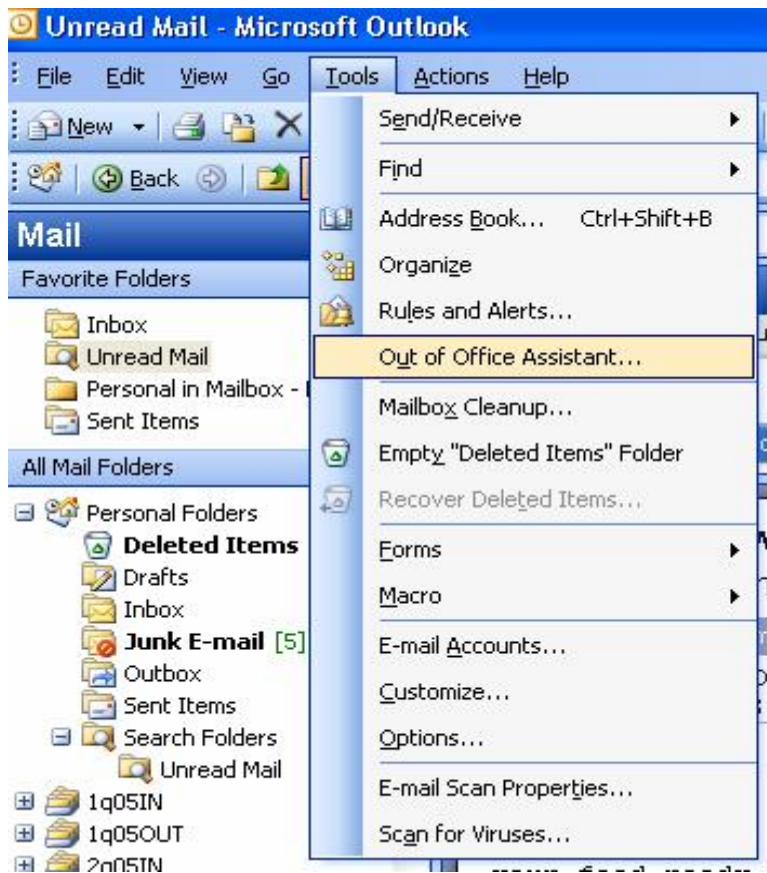 Unread Mail - Microsoft Outlook
File Edit View Go Tools Actions Help
New
Back
Mail
Favorite Folders
Inbox
Unread Mail
Personal in Mailbox -
Sent Items
All Mail Folders
Personal Folders
Deleted Items
Drafts
Inbox
Junk E-mail [5]
Outbox
Sent Items
Search Folders
Unread Mail
1q05IN
1q05OUT
2q05IN
Send/Receive
Find
Address Book... Ctrl+Shift+B
Organize
Rules and Alerts...
Out of Office Assistant...
Mailbox Cleanup...
Empty "Deleted Items" Folder
Recover Deleted Items...
Forms
Macro
E-mail Accounts...
Customize...
Options...
E-mail Scan Properties...
Scan for Viruses...